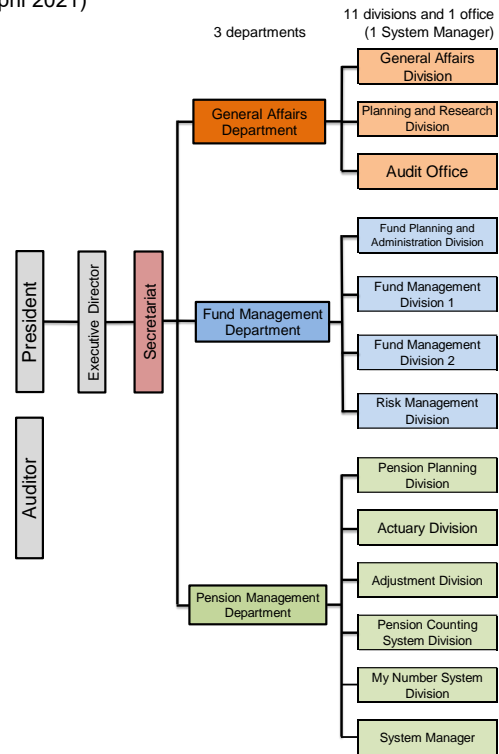 pril 2021)
3 departments
11 divisions and 1 office
(1 System Manager)
General Affairs
Department
General Affairs
Division
Planning and Research
Division
Audit Office
President
Executive Director
Secretariat
Fund Management
Department
Fund Planning and
Administration Division
Fund Management
Division 1
Fund Management
Division 2
Risk Management
Division
Auditor
Pension Management
Department
Pension Planning
Division
Actuary Division
Adjustment Division
Pension Counting
System Division
My Number System
Division
System Manager